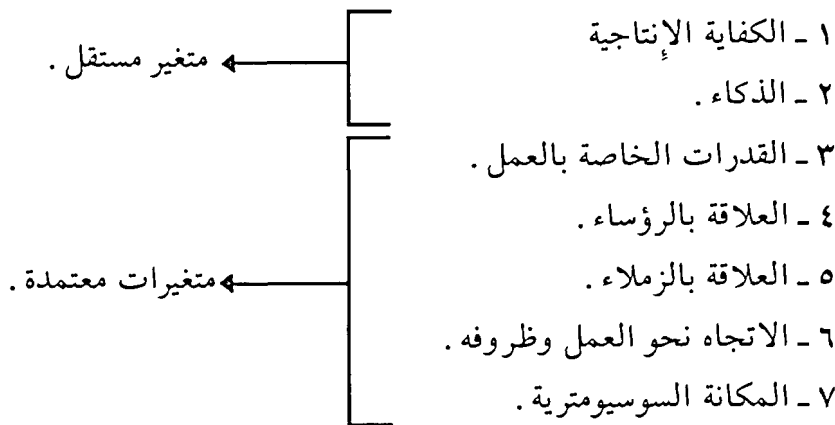 ١ ـ الكفاية الإنتاجية
٢ ـ الذكاء .
متغير مستقل .
٣ ـ القدرات الخاصة بالعمل .
٤ ـ العلاقة بالرؤساء .
٥ ـ العلاقة بالزملاء .
٦ ـ الاتجاه نحو العمل وظروفه .
٧ ـ المكانة السوسيومترية .
متغيرات معتمدة .